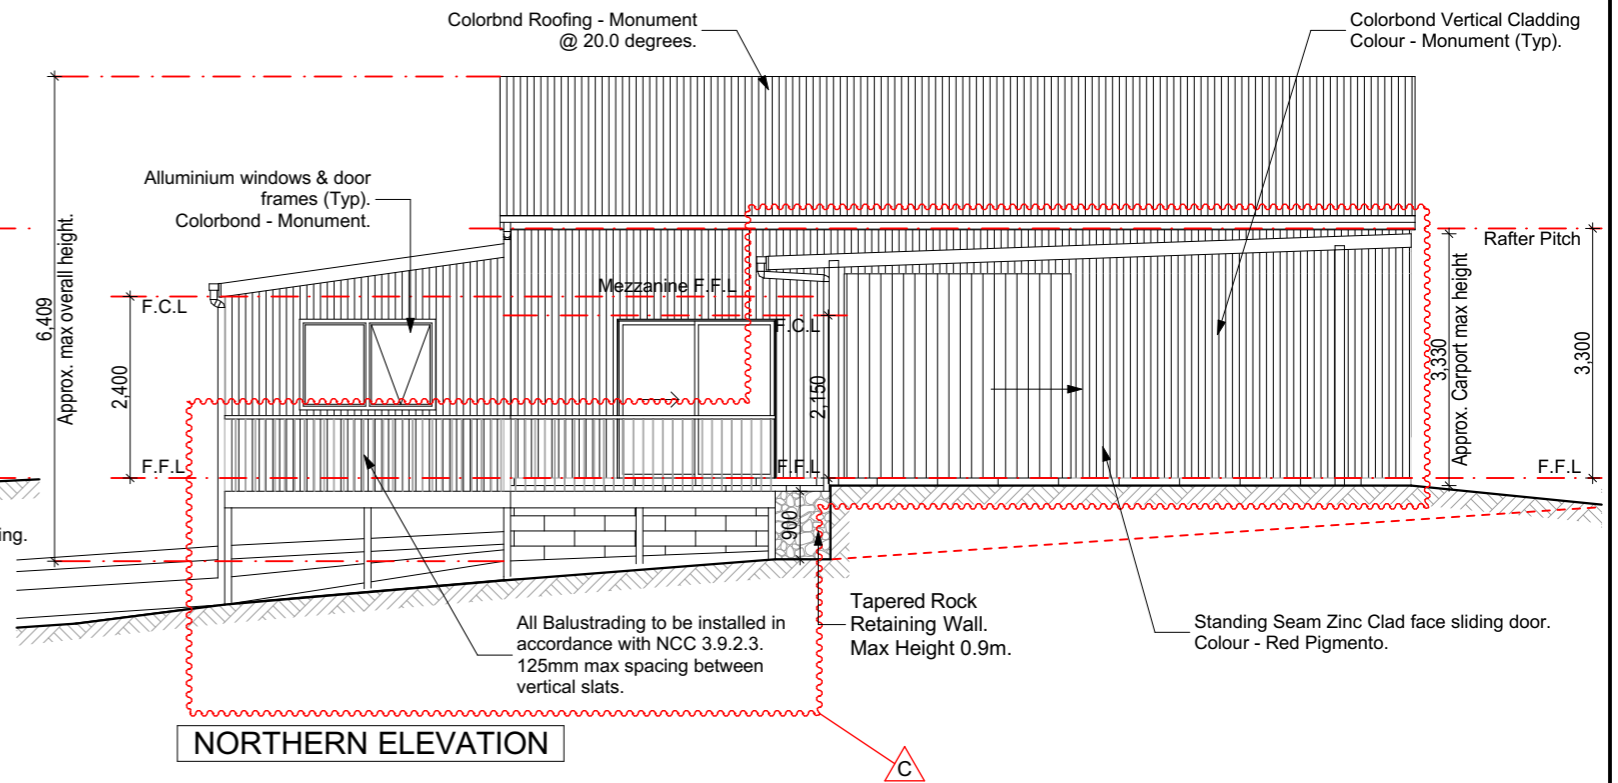 Colorbnd Roofing - Monument
@ 20.0 degrees.
Colorbond Vertical Cladding
Colour - Monument (Typ).
Alluminium windows & door
frames (Typ).
Colorbond - Monument.
6,409
Approx. max overall height.
2,400
F.C.L
F.F.L
Mezzanine F.F.L
F.C.L
2,150
F.F.L
900
Rafter Pitch
3,330
Approx. Carport max height
3,300
F.F.L
ing.
All Balustrading to be installed in
accordance with NCC 3.9.2.3.
125mm max spacing between
vertical slats.
Tapered Rock
Retaining Wall.
Max Height 0.9m.
Standing Seam Zinc Clad face sliding door.
Colour - Red Pigmento.
NORTHERN ELEVATION
C